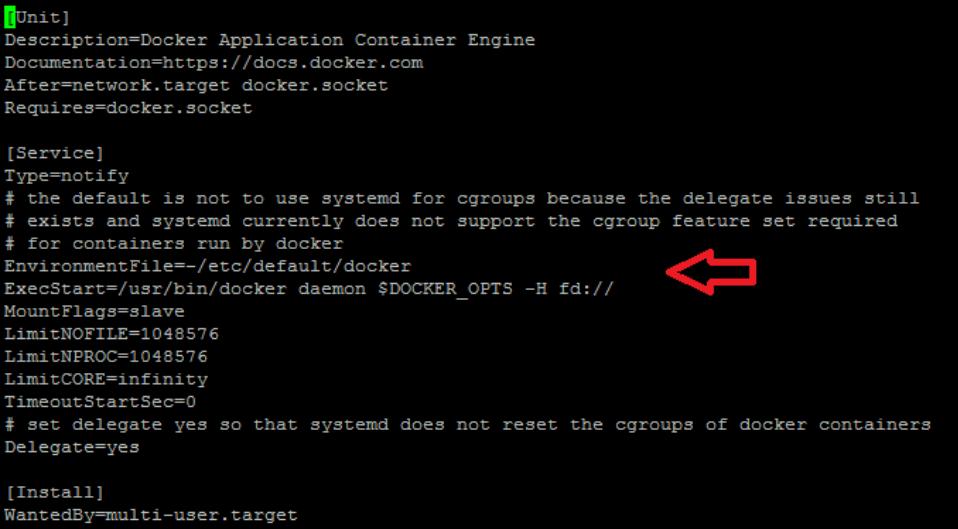 [Unit]
Description=Docker Application Container Engine
Documentation=https://docs.docker.com
After=network.target docker.socket
Requires=docker.socket
[Service]
Type=notify
# the default is not to use systemd for cgroups because the delegate issues still
# exists and systemd currently does not support the cgroup feature set required
# for containers run by docker
EnvironmentFile=-/etc/default/docker
ExecStart=/usr/bin/docker daemon $DOCKER_OPTS -H fd://
MountFlags=slave
LimitNOFILE=1048576
LimitNPROC=1048576
LimitCORE=infinity
TimeoutStartSec=0
# set delegate yes so that systemd does not reset the cgroups of docker containers
Delegate=yes
[Install]
WantedBy=multi-user.target